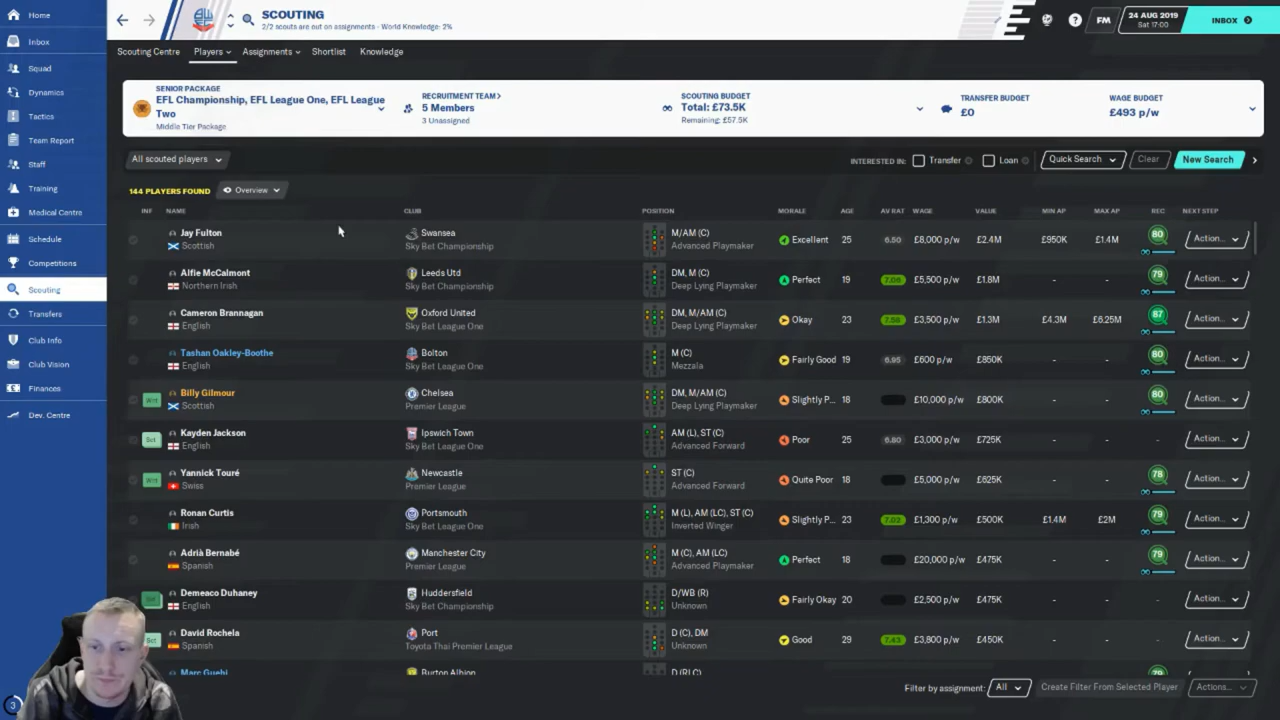 Home
Inbox
Squad
Dynamics
Tactics
Team Report
Staff
Training
Medical Centre
Schedule
Competitions
Scouting
Transfers
Club Info
Club Vision
Finances
Dev. Centre
3
SCOUTING
2/2 scouts are out on assignments - World Knowledge: 2%
?
FM
24 AUG 2019
Sat 17:00
INBOX
Scouting Centre
Players
Assignments
Shortlist
Knowledge
SENIOR PACKAGE
EFL Championship, EFL League One, EFL League Two
Middle Tier Package
RECRUITMENT TEAM >
5 Members
3 Unassigned
SCOUTING BUDGET
Total: £73.5K
Remaining: £57.5K
TRANSFER BUDGET
£0
WAGE BUDGET
£493 p/w
All scouted players
INTERESTED IN:
Transfer
Loan
Quick Search
Clear
New Search
144 PLAYERS FOUND
Overview
INF NAME CLUB POSITION MORALE AGE AV RAT WAGE VALUE MIN AP MAX AP REC NEXT STEP
Jay Fulton Swansea M/AM (C) Excellent 25 6.50 £8,000 p/w £2.4M £950K £1.4M 80 Action...
Scottish Sky Bet Championship Advanced Playmaker
Alfie McCalmont Leeds Utd DM, M (C) Perfect 19 £5,500 p/w £1.8M - - 79 Action...
Northern Irish Sky Bet Championship Deep Lying Playmaker
Cameron Brannagan Oxford United DM, M/AM (C) Okay 23 £3,500 p/w £1.3M £4.3M £6.25M 87 Action...
English Sky Bet League One Deep Lying Playmaker
Tashan Oakley-Boothe Bolton M (C) Fairly Good 19 6.95 £600 p/w £850K - - 80 Action...
English Sky Bet League One Mezzala
Wnt Billy Gilmour Chelsea DM, M/AM (C) Slightly P... 18 £10,000 p/w £800K - - 80 Action...
Scottish Premier League Deep Lying Playmaker
Sct Kayden Jackson Ipswich Town AM (L), ST (C) Poor 25 6.80 £3,000 p/w £725K - - - Action...
English Sky Bet League One Advanced Forward
Wnt Yannick Touré Newcastle ST (C) Quite Poor 18 £5,000 p/w £625K - - 78 Action...
Swiss Premier League Advanced Forward
Ronan Curtis Portsmouth M (L), AM (LC), ST (C) Slightly P... 23 £1,300 p/w £500K £1.4M £2M 79 Action...
Irish Sky Bet League One Inverted Winger
Adrià Bernabé Manchester City M (C), AM (LC) Perfect 18 £20,000 p/w £475K - - 79 Action...
Spanish Premier League Advanced Playmaker
Demeaco Duhaney Huddersfield D/WB (R) Fairly Okay 20 £2,500 p/w £475K - - - Action...
English Sky Bet Championship Unknown
Sct David Rochela Port D (C), DM Good 29 7.43 £3,800 p/w £450K - - - Action...
Spanish Toyota Thai Premier League Unknown
Marc Guehi Burton Albion D (RLC) 79
Filter by assignment:
All
Create Filter From Selected Player
Actions...